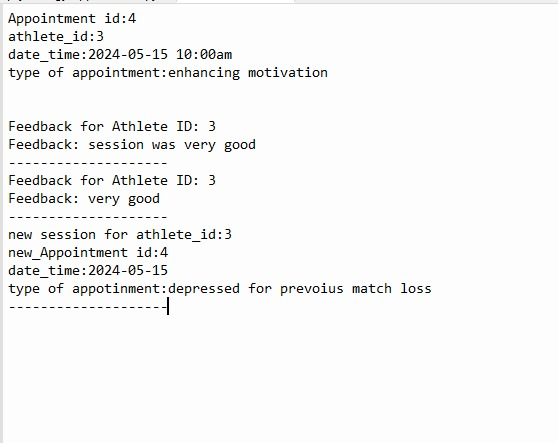 Appointment id:4
athlete_id:3
date_time:2024-05-15 10:00am
type of appointment:enhancing motivation
Feedback for Athlete ID: 3
Feedback: session was very good
--------------------
Feedback for Athlete ID: 3
Feedback: very good
--------------------
new session for athlete_id:3
new_Appointment id:4
date_time:2024-05-15
type of appotinment:depressed for prevoius match loss
--------------------